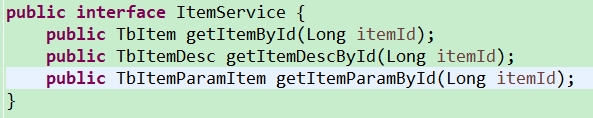 public interface ItemService {
    public TbItem getItemById(Long itemId);
    public TbItemDesc getItemDescById(Long itemId);
    public TbItemParamItem getItemParamById(Long itemId);
}